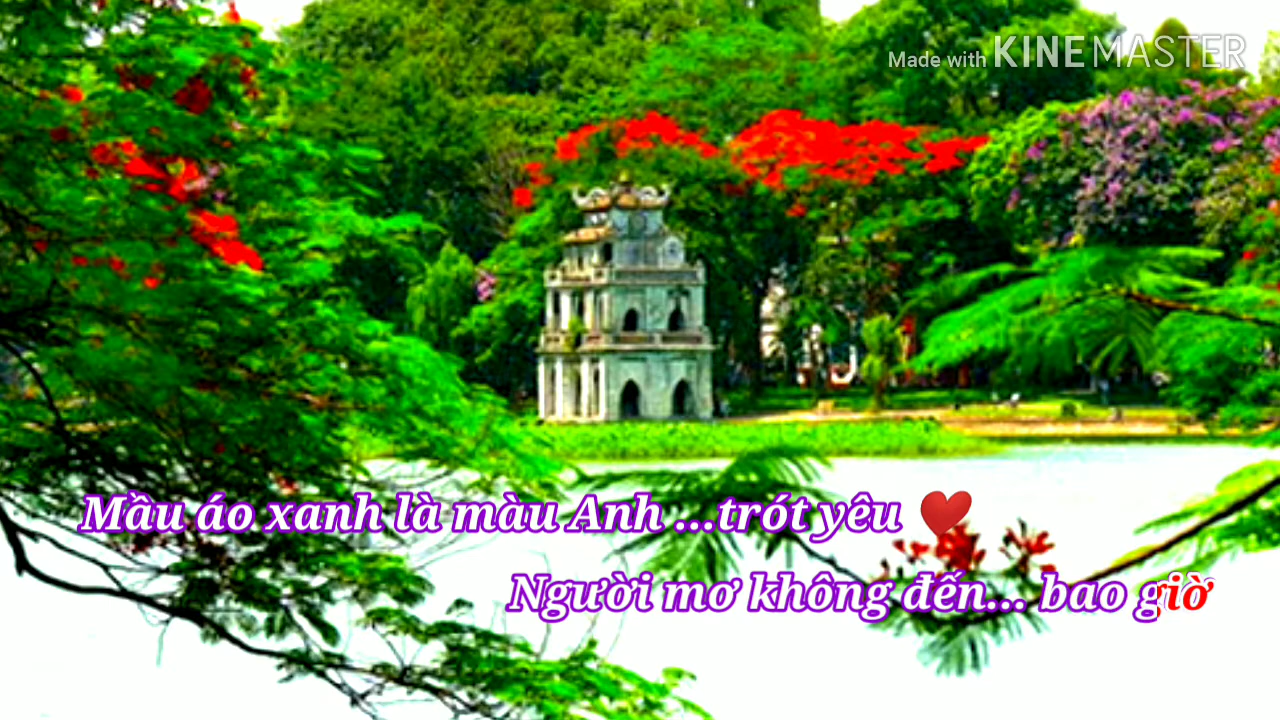 Made with KINEMASTER
Mầu áo xanh là màu Anh ...trót yêu
Người mơ không đến... bao giờ